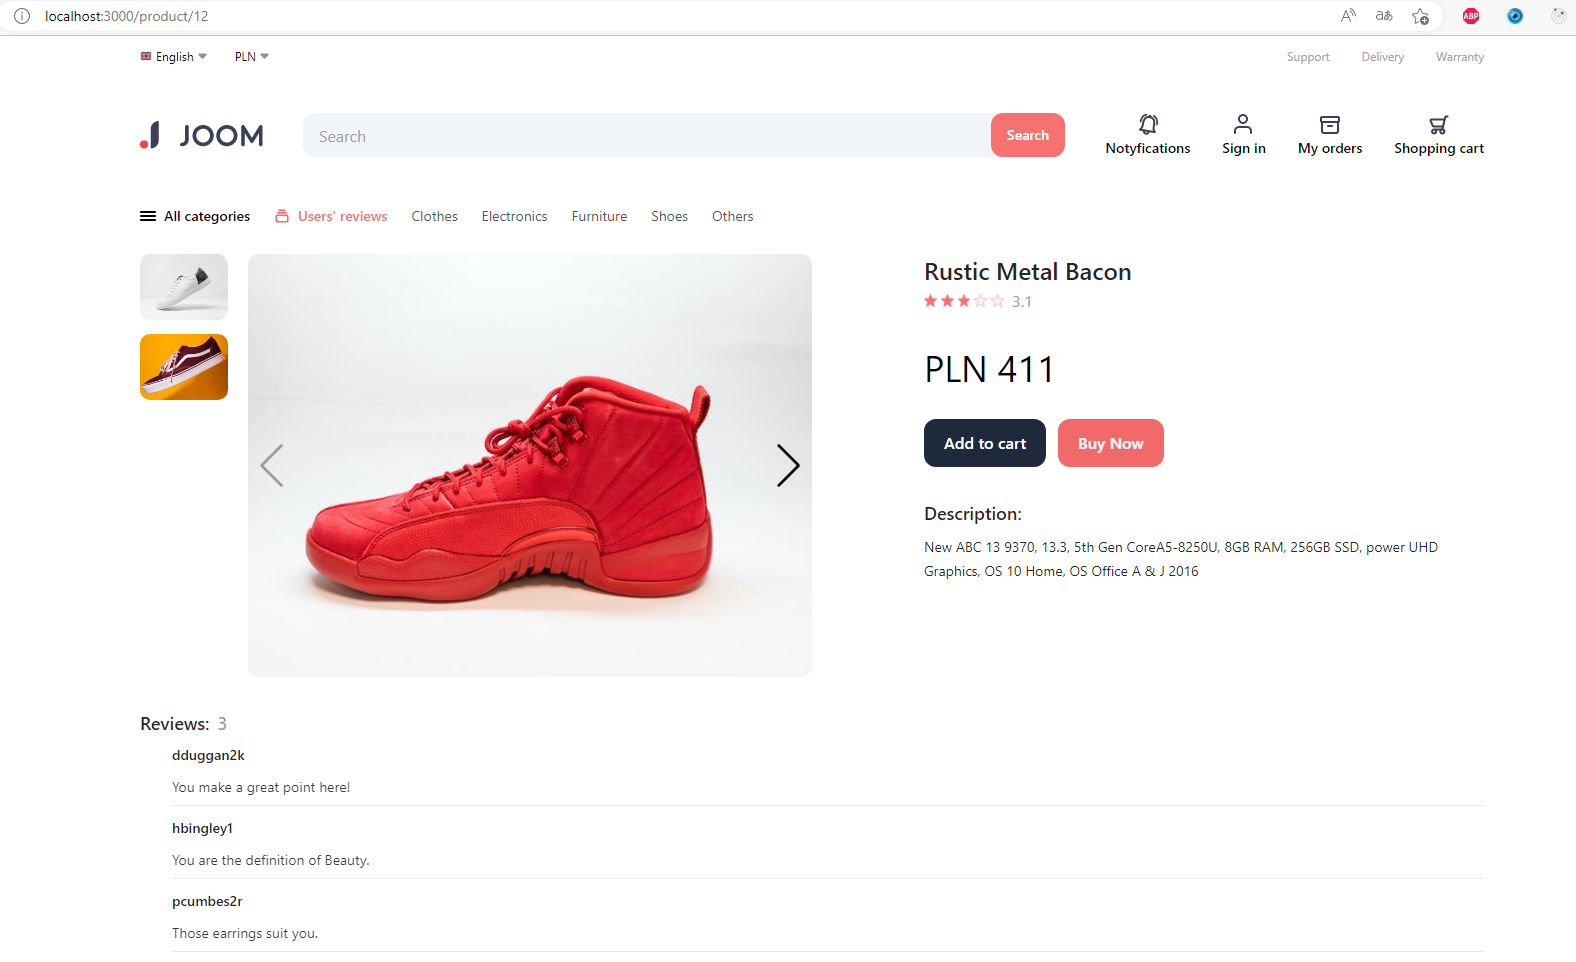 localhost:3000/product/12
English PLN Support Delivery Warranty
JOOM Search Search Notyfications Sign in My orders Shopping cart
All categories Users' reviews Clothes Electronics Furniture Shoes Others
Rustic Metal Bacon
3.1
PLN 411
Add to cart Buy Now
Description:
New ABC 13 9370, 13.3, 5th Gen CoreA5-8250U, 8GB RAM, 256GB SSD, power UHD
Graphics, OS 10 Home, OS Office A & J 2016
Reviews: 3
dduggan2k
You make a great point here!
hbingley1
You are the definition of Beauty.
pcumbes2r
Those earrings suit you.